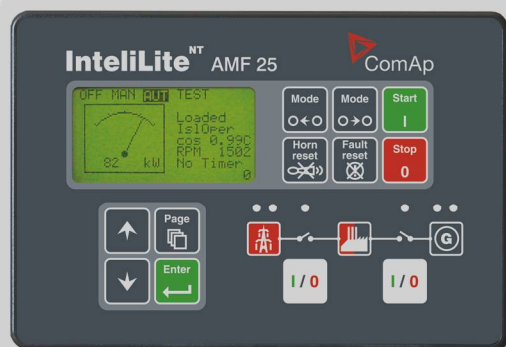 InteliLite NT AMF 25
ComAp
OFF MAN AUT TEST
Loaded
IslOper
cos 0.99C
RPM 1502
82 kW No Timer
0
Mode
Mode
Start
I
Horn reset
Fault reset
Stop
0
Page
Enter
G
I / 0
I / 0